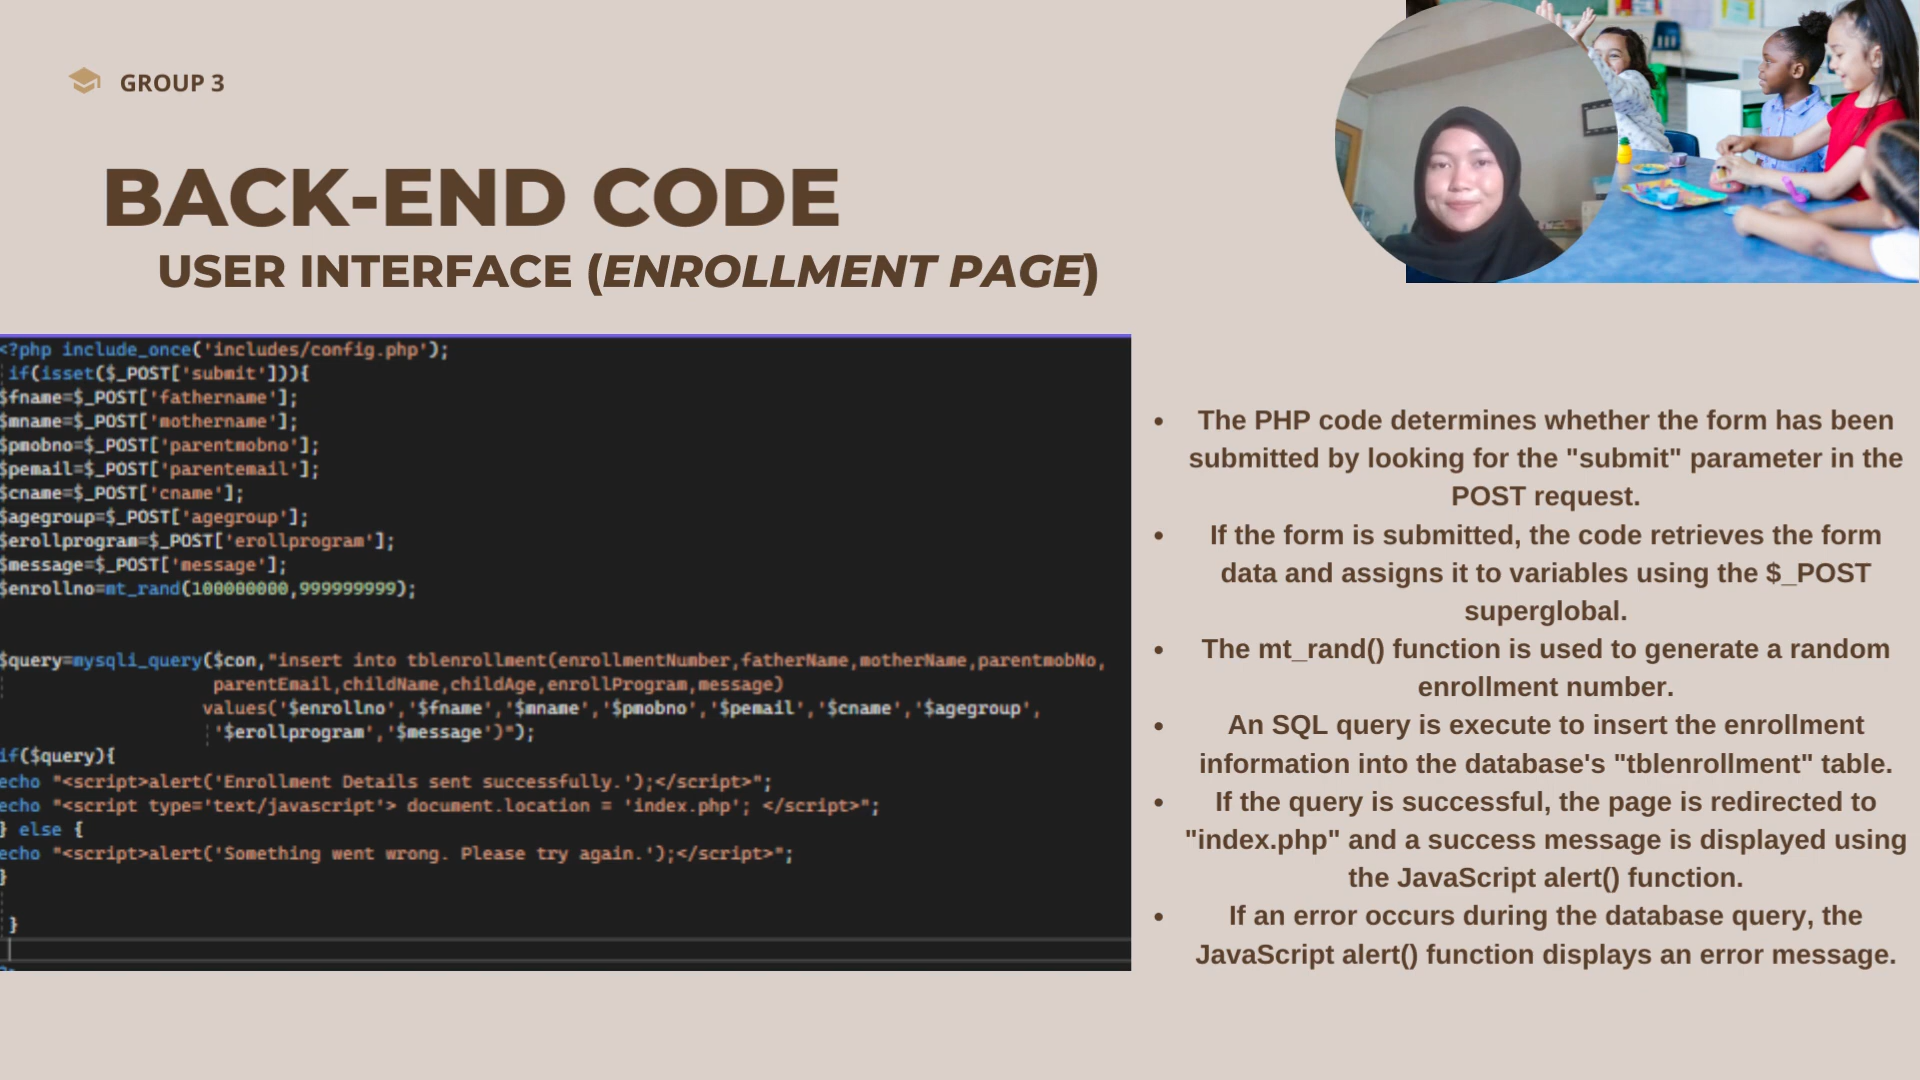 GROUP 3
BACK-END CODE
USER INTERFACE (ENROLLMENT PAGE)
<?php include_once('includes/config.php');
if(isset($_POST['submit'])){
$fname=$_POST['fathername'];
$mname=$_POST['mothername'];
$pmobno=$_POST['parentmobno'];
$pemail=$_POST['parentemail'];
$cname=$_POST['cname'];
$agegroup=$_POST['agegroup'];
$erollprogram=$_POST['erollprogram'];
$message=$_POST['message'];
$enrollno=mt_rand(100000000,999999999);
$query=mysqli_query($con,"insert into tblenrollment(enrollmentNumber,fatherName,motherName,parentmobNo,
parentEmail,childName,childAge,enrollProgram,message)
values('$enrollno','$fname','$mname','$pmobno','$pemail','$cname','$agegroup',
'$erollprogram','$message')");
if($query){
echo "<script>alert('Enrollment Details sent successfully.');</script>";
echo "<script type='text/javascript'> document.location = 'index.php'; </script>";
} else {
echo "<script>alert('Something went wrong. Please try again.');</script>";
}
}
• The PHP code determines whether the form has been
submitted by looking for the "submit" parameter in the
POST request.
• If the form is submitted, the code retrieves the form
data and assigns it to variables using the $_POST
superglobal.
• The mt_rand() function is used to generate a random
enrollment number.
• An SQL query is execute to insert the enrollment
information into the database's "tblenrollment" table.
• If the query is successful, the page is redirected to
"index.php" and a success message is displayed using
the JavaScript alert() function.
• If an error occurs during the database query, the
JavaScript alert() function displays an error message.